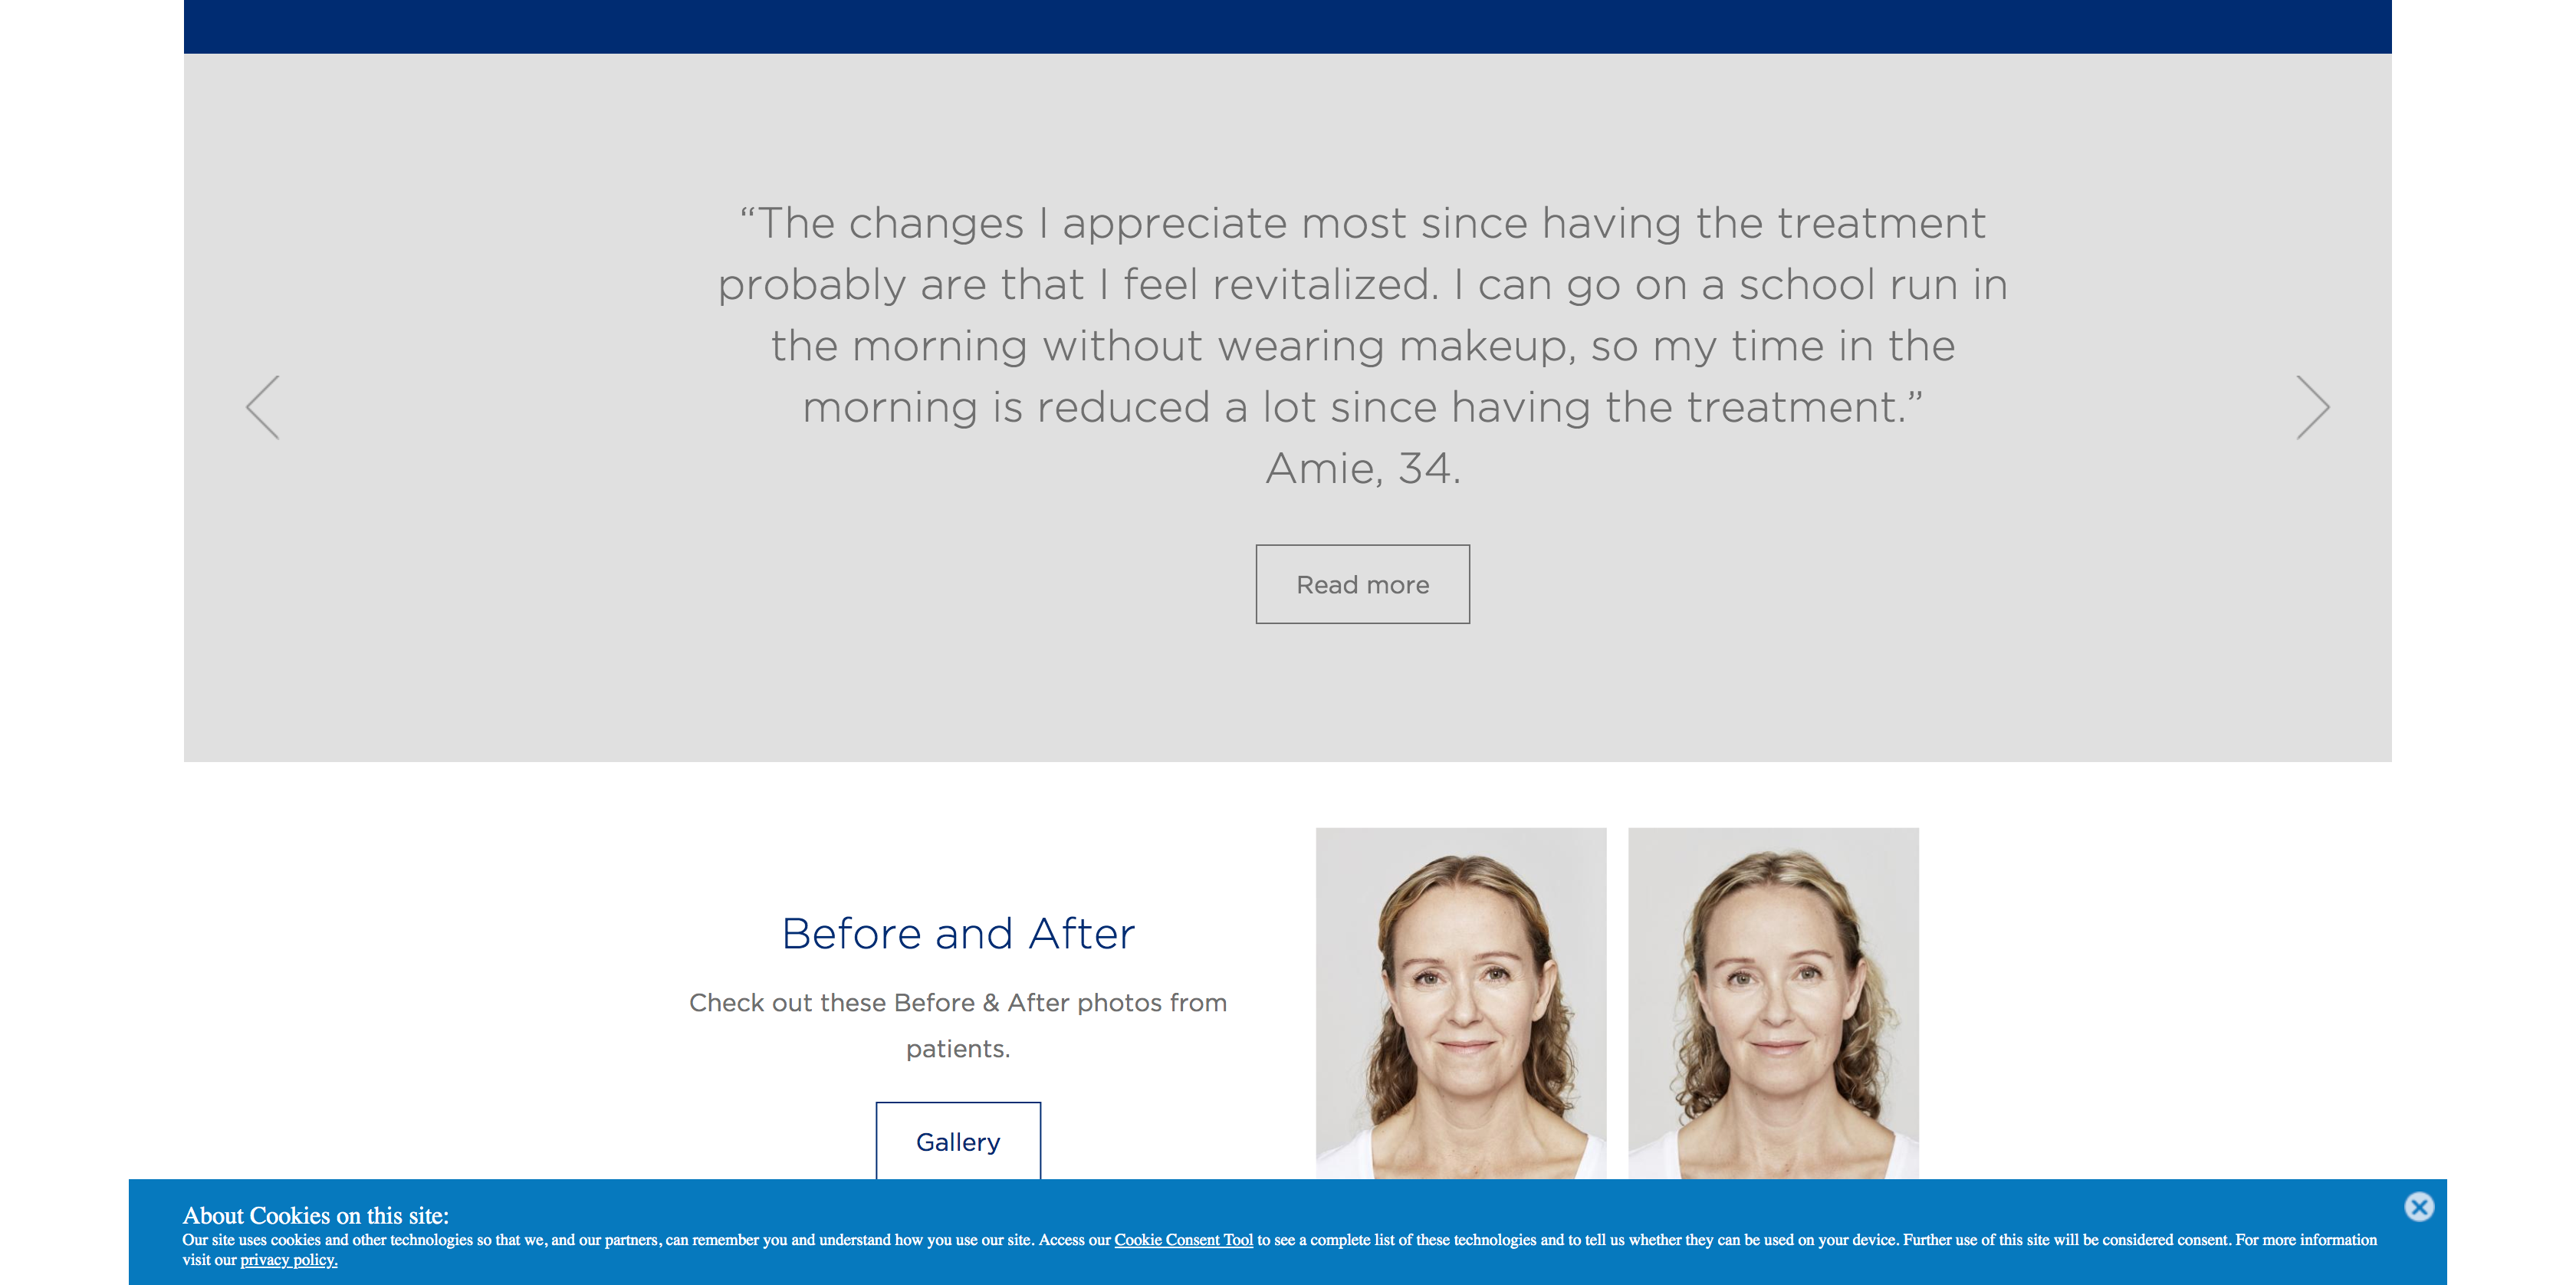 “The changes I appreciate most since having the treatment
probably are that I feel revitalized. I can go on a school run in
the morning without wearing makeup, so my time in the
morning is reduced a lot since having the treatment.”
Amie, 34.
Read more
Before and After
Check out these Before & After photos from
patients.
Gallery
About Cookies on this site:
Our site uses cookies and other technologies so that we, and our partners, can remember you and understand how you use our site. Access our Cookie Consent Tool to see a complete list of these technologies and to tell us whether they can be used on your device. Further use of this site will be considered consent. For more information
visit our privacy policy.